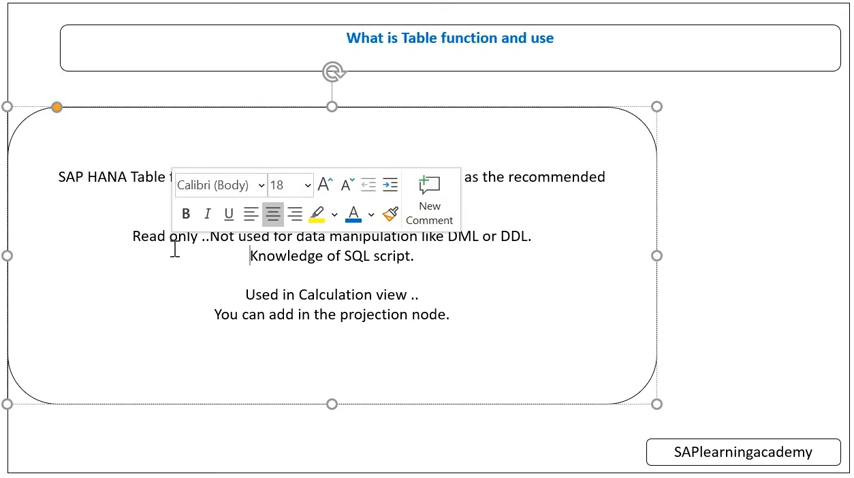 What is Table function and use
SAP HANA Table
as the recommended
Calibri (Body)
18
New
Comment
Read only ..Not used for data manipulation like DML or DDL.
Knowledge of SQL script.
Used in Calculation view ..
You can add in the projection node.
SAPlearningacademy